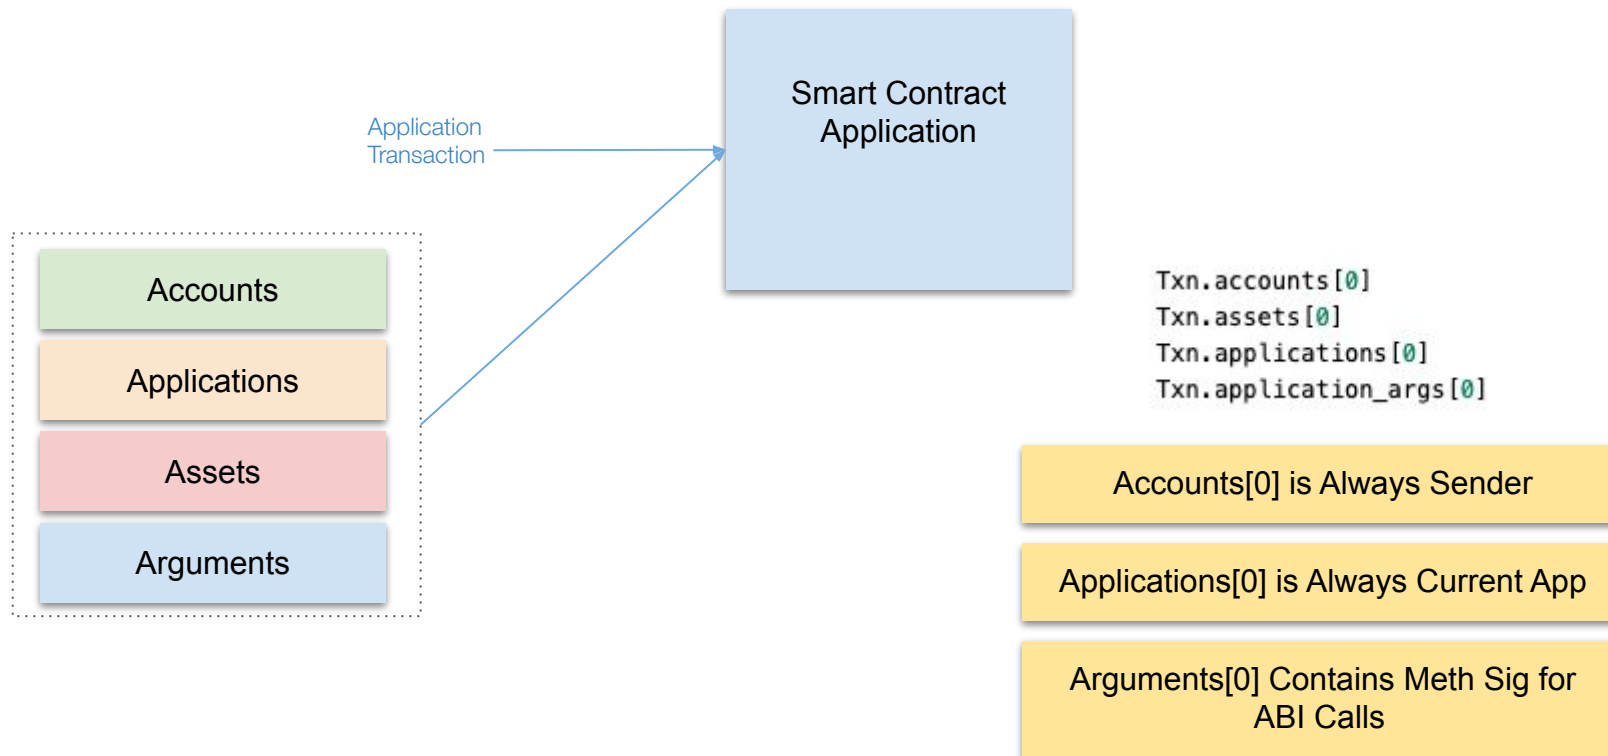 Smart Contract
Application
Application
Transaction
Accounts
Applications
Assets
Arguments
Txn.accounts[0]
Txn.assets[0]
Txn.applications[0]
Txn.application_args[0]
Accounts[0] is Always Sender
Applications[0] is Always Current App
Arguments[0] Contains Meth Sig for
ABI Calls